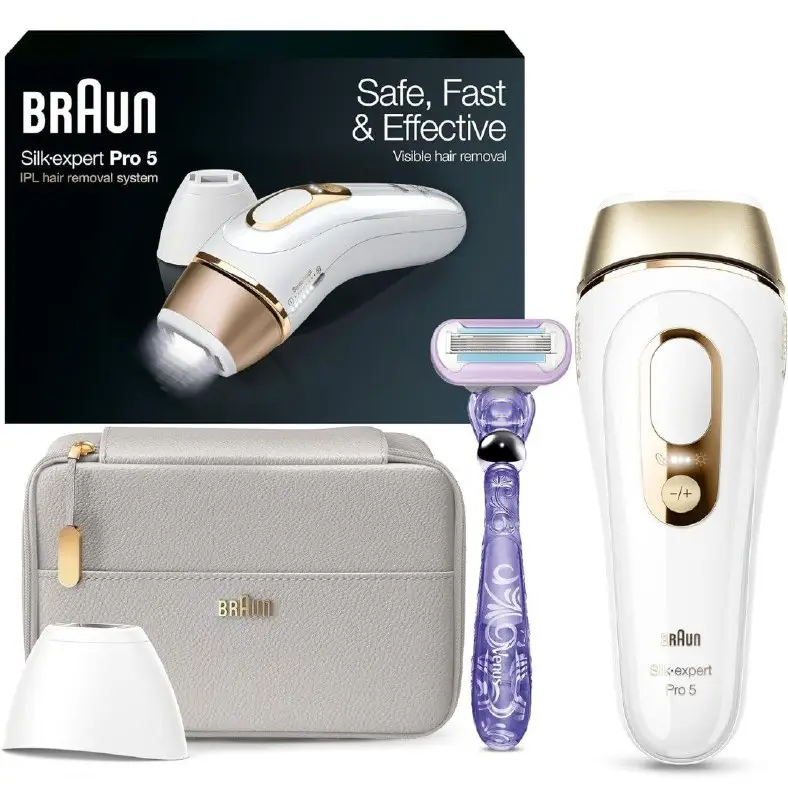 BRAUN
Silk·expert Pro 5
IPL hair removal system
Safe, Fast
& Effective
Visible hair removal
BRAUN
Venus
-/+
BRAUN
Silk·expert
Pro 5